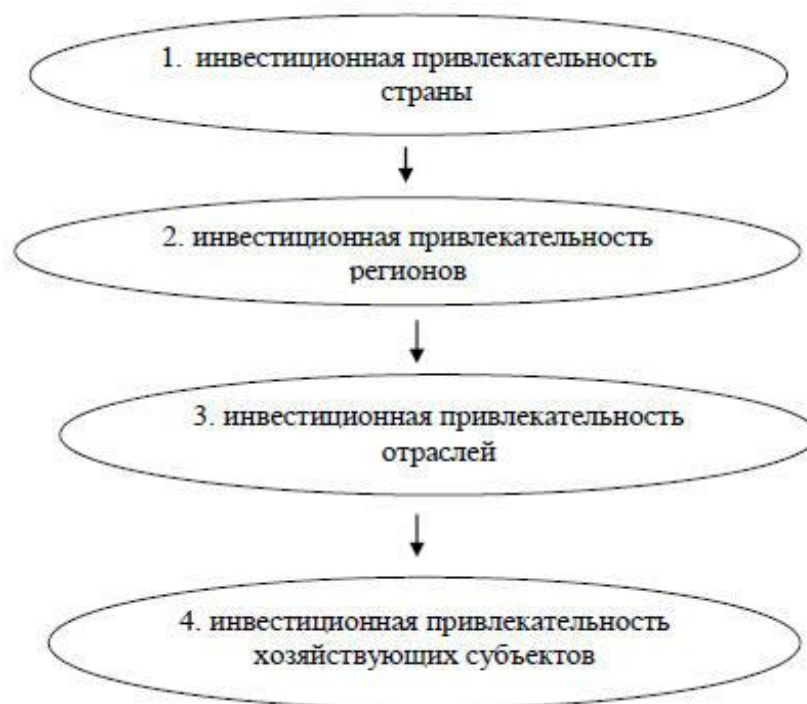 1. инвестиционная привлекательность
страны
2. инвестиционная привлекательность
регионов
3. инвестиционная привлекательность
отраслей
4. инвестиционная привлекательность
хозяйствующих субъектов